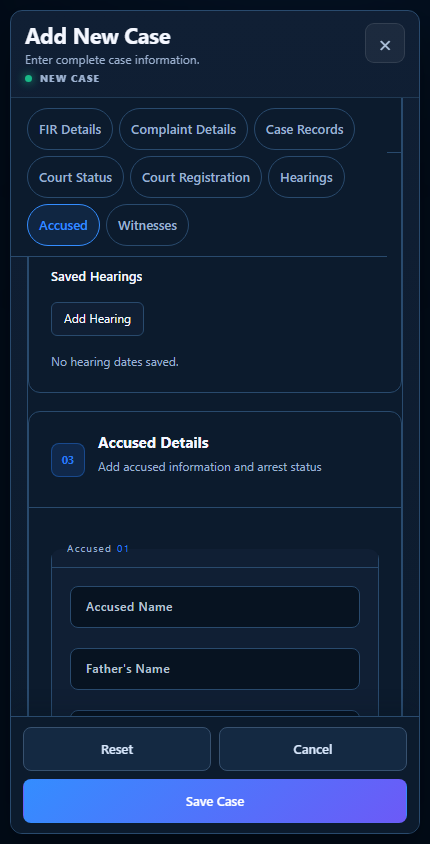 Add New Case
Enter complete case information.
NEW CASE
FIR Details
Complaint Details
Case Records
Court Status
Court Registration
Hearings
Accused
Witnesses
Saved Hearings
Add Hearing
No hearing dates saved.
03
Accused Details
Add accused information and arrest status
Accused 01
Accused Name
Father's Name
Reset
Cancel
Save Case